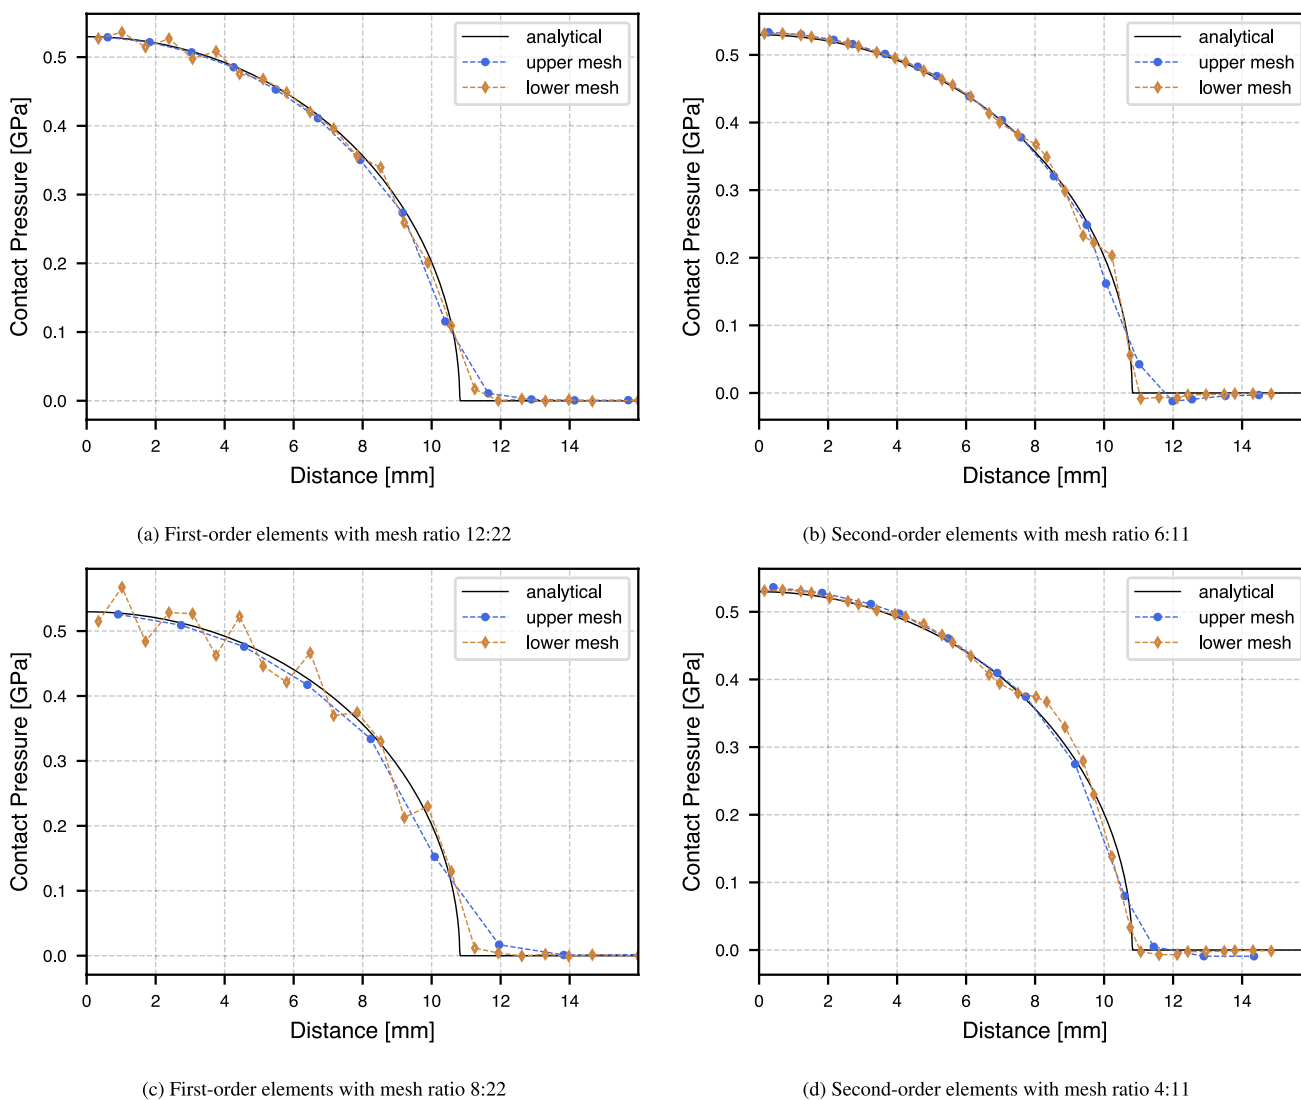 analytical
upper mesh
lower mesh
Contact Pressure [GPa]
0.5
0.4
0.3
0.2
0.1
0.0
0 2 4 6 8 10 12 14
Distance [mm]
(a) First-order elements with mesh ratio 12:22
analytical
upper mesh
lower mesh
Contact Pressure [GPa]
0.5
0.4
0.3
0.2
0.1
0.0
0 2 4 6 8 10 12 14
Distance [mm]
(b) Second-order elements with mesh ratio 6:11
analytical
upper mesh
lower mesh
Contact Pressure [GPa]
0.5
0.4
0.3
0.2
0.1
0.0
0 2 4 6 8 10 12 14
Distance [mm]
(c) First-order elements with mesh ratio 8:22
analytical
upper mesh
lower mesh
Contact Pressure [GPa]
0.5
0.4
0.3
0.2
0.1
0.0
0 2 4 6 8 10 12 14
Distance [mm]
(d) Second-order elements with mesh ratio 4:11